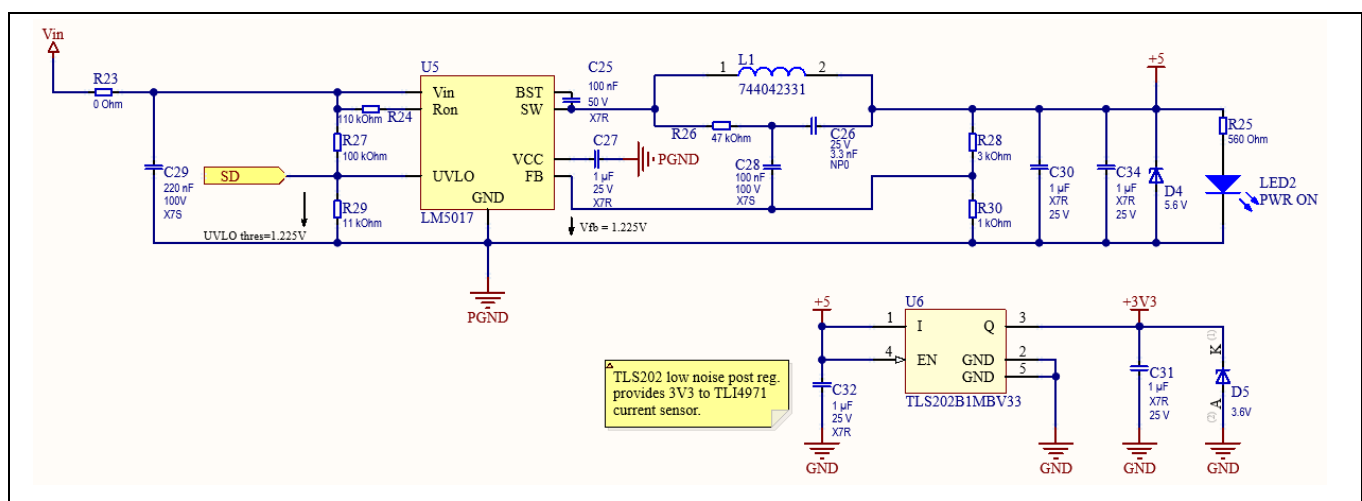 Vin
R23
0 Ohm
C29
220 nF
100V
X7S
SD
UVLO thres=1.225V
110 kOhm
R24
R27
100 kOhm
R29
11 kOhm
U5
Vin
Ron
UVLO
BST
SW
VCC
FB
GND
LM5017
PGND
C25
100 nF
50 V
X7R
C27
1 µF
25 V
X7R
PGND
Vfb = 1.225V
L1
1
2
744042331
R26
47 kOhm
C26
25 V
3.3 nF
NP0
C28
100 nF
100 V
X7S
R28
3 kOhm
R30
1 kOhm
C30
1 µF
X7R
25 V
C34
1 µF
X7R
25 V
+5
D4
5.6 V
R25
560 Ohm
LED2
PWR ON
TLS202 low noise post reg.
provides 3V3 to TLI4971
current sensor.
+5
C32
1 µF
25 V
X7R
GND
U6
1
I
4
EN
Q
3
GND
2
GND
5
TLS202B1MBV33
GND
+3V3
C31
1 µF
X7R
25 V
GND
(1)
K
A
(2)
D5
3.6V
GND